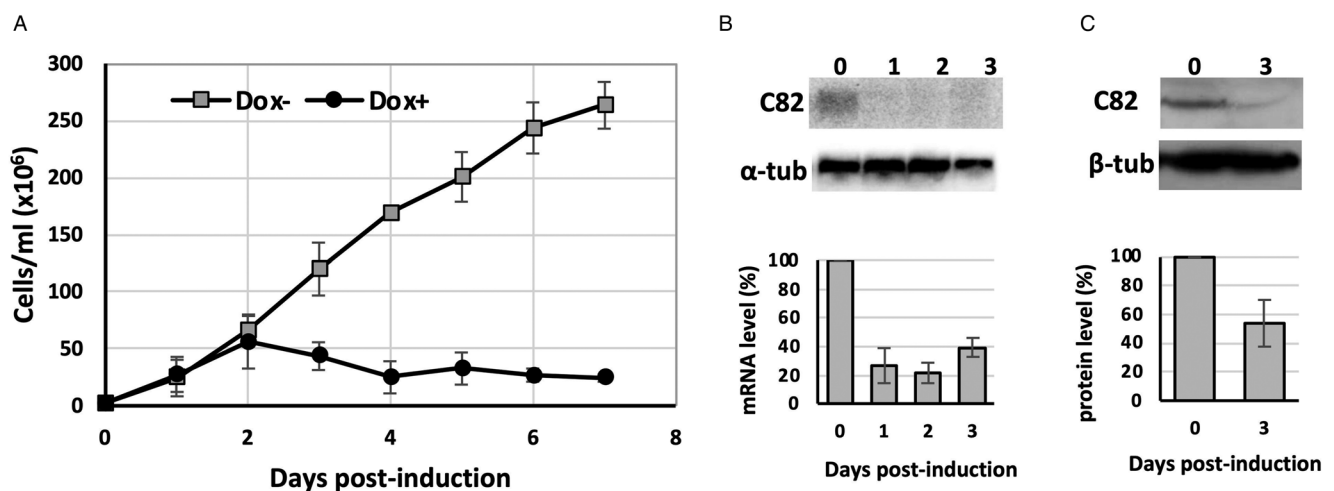 A
Cells/ml (x10⁶)
300
250
200
150
100
50
0
Dox- Dox+
0 2 4 6 8
Days post-induction
B
0 1 2 3
C82
α-tub
mRNA level (%)
100
80
60
40
20
0
0 1 2 3
Days post-induction
C
0 3
C82
β-tub
protein level (%)
100
80
60
40
20
0
0 3
Days post-induction